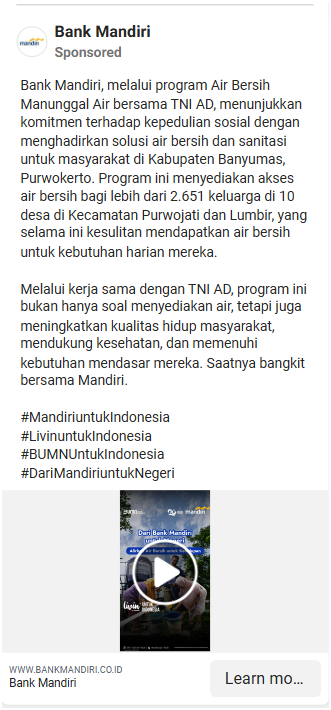 Bank Mandiri
Sponsored
mandiri
Bank Mandiri, melalui program Air Bersih
Manunggal Air bersama TNI AD, menunjukkan
komitmen terhadap kepedulian sosial dengan
menghadirkan solusi air bersih dan sanitasi
untuk masyarakat di Kabupaten Banyumas,
Purwokerto. Program ini menyediakan akses
air bersih bagi lebih dari 2.651 keluarga di 10
desa di Kecamatan Purwojati dan Lumbir, yang
selama ini kesulitan mendapatkan air bersih
untuk kebutuhan harian mereka.
Melalui kerja sama dengan TNI AD, program ini
bukan hanya soal menyediakan air, tetapi juga
meningkatkan kualitas hidup masyarakat,
mendukung kesehatan, dan memenuhi
kebutuhan mendasar mereka. Saatnya bangkit
bersama Mandiri.
#MandiriuntukIndonesia
#LivinuntukIndonesia
#BUMNUntukIndonesia
#DariMandiriuntukNegeri
mandiri
Dari Bank Mandiri
Air Bersih untuk
Livin'
UNTUK
INDONESIA
WWW.BANKMANDIRI.CO.ID
Bank Mandiri
Learn mo...